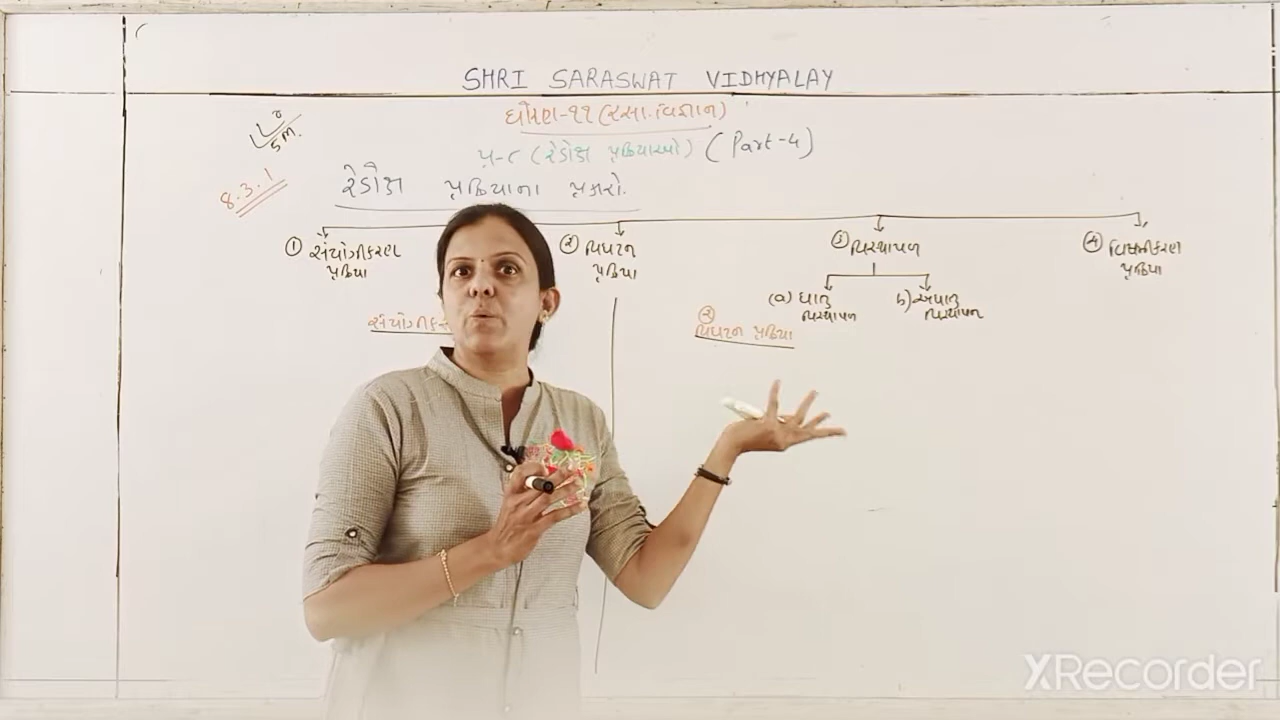 SHRI SARASWAT VIDHYALAY
ધોરણ-૧૧ (રસા.વિજ્ઞાન)
પ્ર-૮ (રેડોક્ષ પ્રક્રિયાઓ) (Part-4)
8.3.1 રેડોક્ષ પ્રક્રિયાના પ્રકારો.
① સંયોગીકરણ પ્રક્રિયા
② વિઘટન પ્રક્રિયા
③ વિસ્થાપન
④ વિષમીકરણ પ્રક્રિયા
(a) ધાતુ વિસ્થાપન
b) અધાતુ વિસ્થાપન
સંયોગીકર
② વિઘટન પ્રક્રિયા
XRecorder